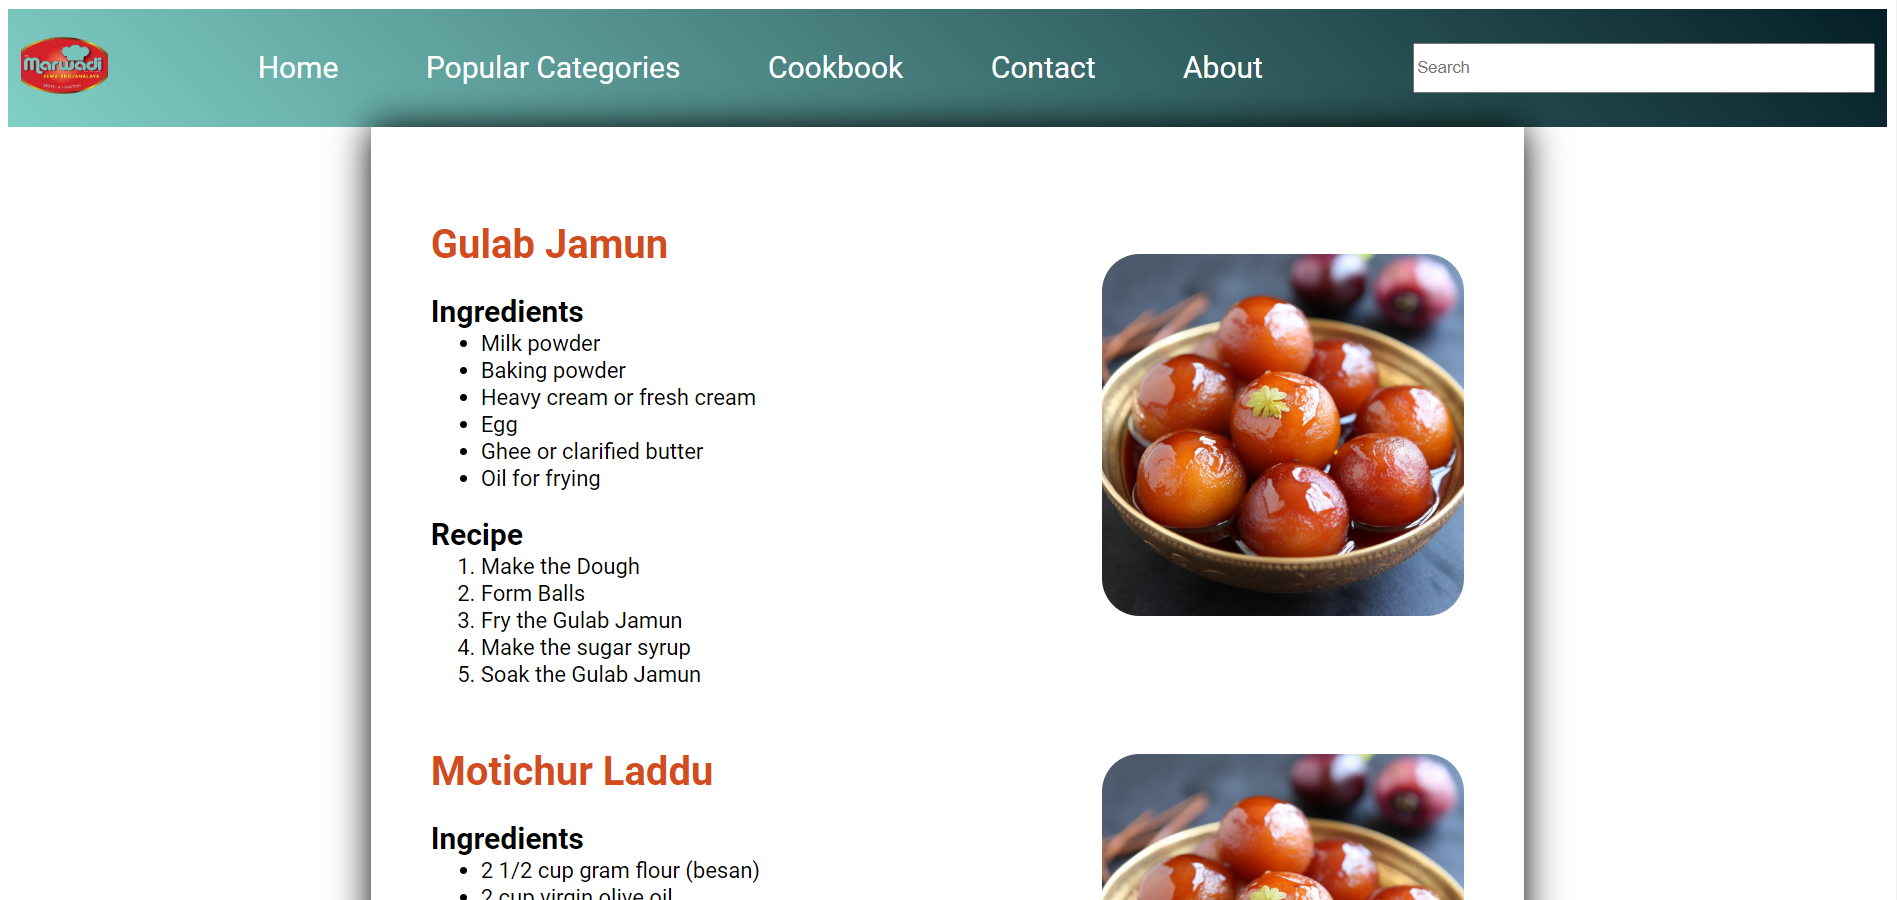 Marwadi
Home
Popular Categories
Cookbook
Contact
About
Search
Gulab Jamun
Ingredients
• Milk powder
• Baking powder
• Heavy cream or fresh cream
• Egg
• Ghee or clarified butter
• Oil for frying
Recipe
1. Make the Dough
2. Form Balls
3. Fry the Gulab Jamun
4. Make the sugar syrup
5. Soak the Gulab Jamun
Motichur Laddu
Ingredients
• 2 1/2 cup gram flour (besan)
• 2 cup virgin olive oil